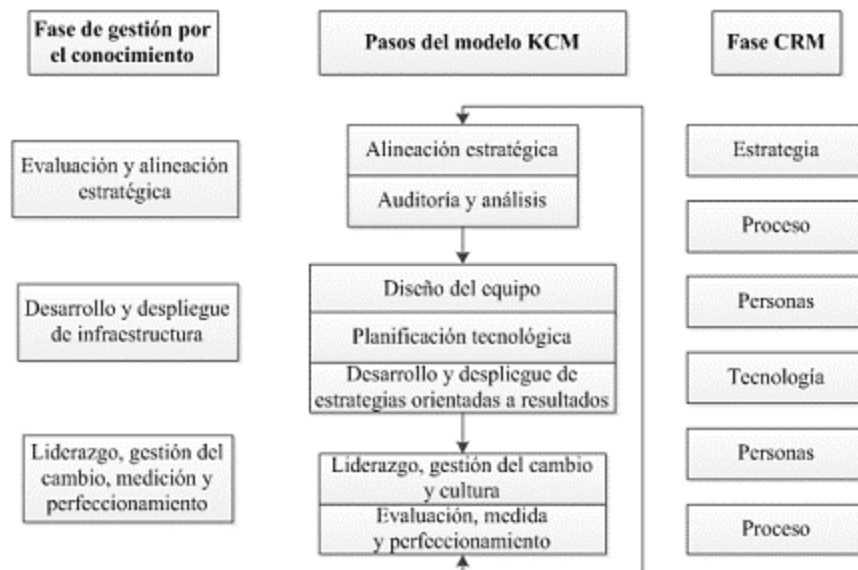 Fase de gestión por
el conocimiento
Pasos del modelo KCM
Fase CRM
Evaluación y alineación
estratégica
Alineación estratégica
Auditoría y análisis
Estrategia
Proceso
Desarrollo y despliegue
de infraestructura
Diseño del equipo
Planificación tecnológica
Desarrollo y despliegue de
estrategias orientadas a resultados
Personas
Tecnología
Liderazgo, gestión del
cambio, medición y
perfeccionamiento
Liderazgo, gestión del cambio
y cultura
Evaluación, medida
y perfeccionamiento
Personas
Proceso